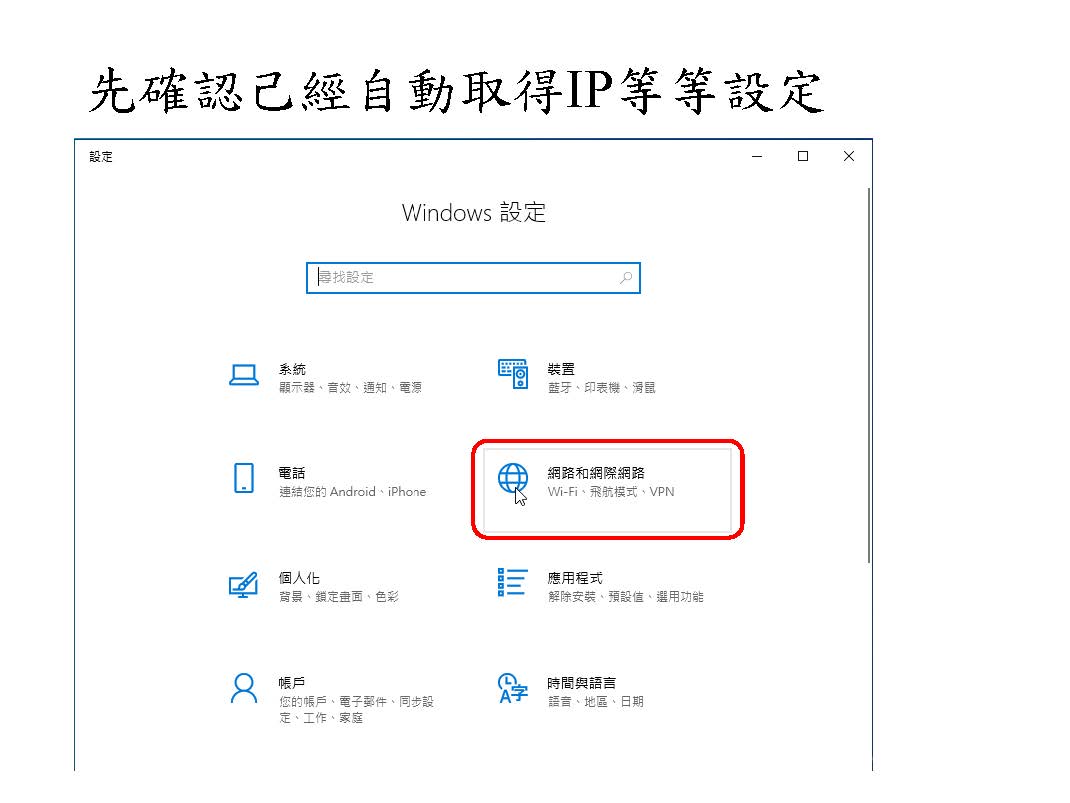 先確認己經自動取得IP等等設定
設定
Windows 設定
尋找設定
系統
顯示器、音效、通知、電源
裝置
藍牙、印表機、滑鼠
電話
連結您的 Android、iPhone
網路和網際網路
Wi-Fi、飛航模式、VPN
個人化
背景、鎖定畫面、色彩
應用程式
解除安裝、預設值、選用功能
帳戶
您的帳戶、電子郵件、同步設
定、工作、家庭
時間與語言
語音、地區、日期